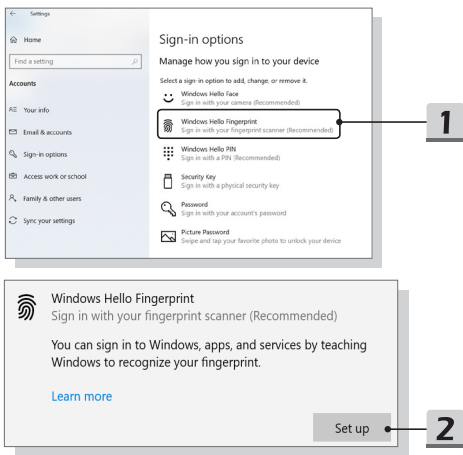 Settings
Home
Find a setting
Accounts
Your info
Email & accounts
Sign-in options
Access work or school
Family & other users
Sync your settings
Sign-in options
Manage how you sign in to your device
Select a sign-in option to add, change, or remove it.
Windows Hello Face
Sign in with your camera (Recommended)
Windows Hello Fingerprint
Sign in with your fingerprint scanner (Recommended)
Windows Hello PIN
Sign in with a PIN (Recommended)
Security Key
Sign in with a physical security key
Password
Sign in with your account's password
Picture Password
Swipe and tap your favorite photo to unlock your device
1
Windows Hello Fingerprint
Sign in with your fingerprint scanner (Recommended)
You can sign in to Windows, apps, and services by teaching
Windows to recognize your fingerprint.
Learn more
Set up
2